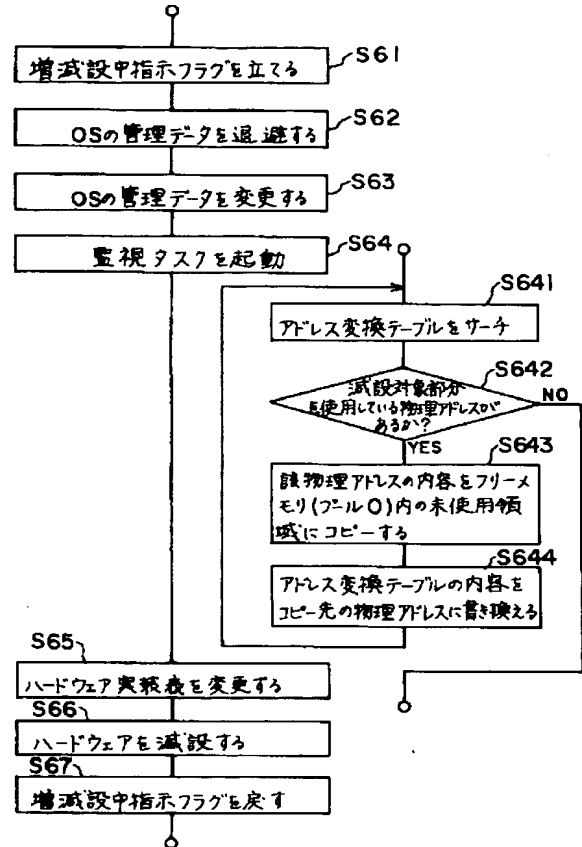 S61
増減設中指示フラグを立てる
S62
OSの管理データを退避する
S63
OSの管理データを変更する
S64
監視タスクを起動
S641
アドレス変換テーブルをサーチ
S642
減設対象部分
を使用している物理アドレスが
あるか?
NO
YES
S643
該物理アドレスの内容をフリーメ
モリ(プール0)内の未使用領
域にコピーする
S644
アドレス変換テーブルの内容を
コピー先の物理アドレスに書き換える
S65
ハードウェア実装表を変更する
S66
ハードウェアを減設する
S67
増減設中指示フラグを戻す